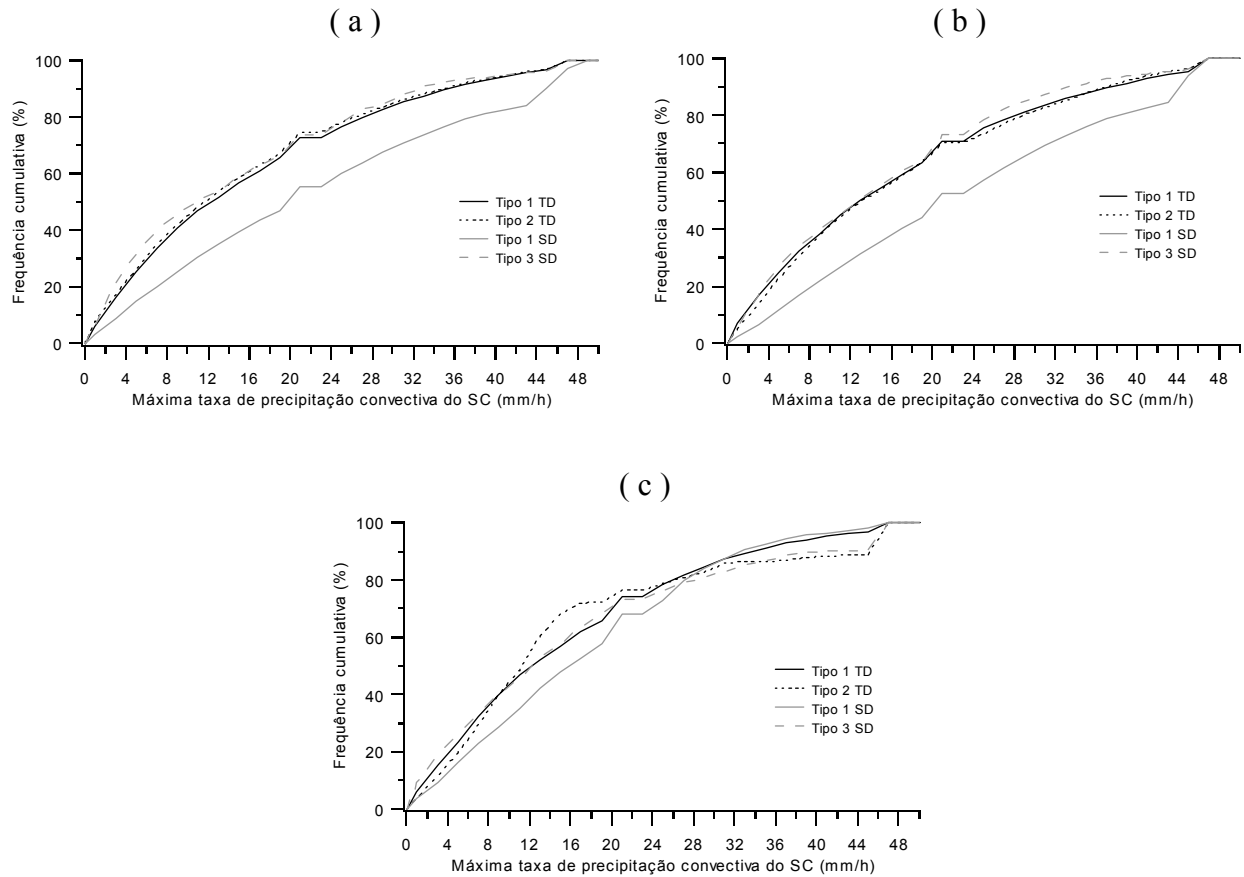 ( a )
Frequência cumulativa (%)
100
80
60
40
20
0
Tipo 1 TD
Tipo 2 TD
Tipo 1 SD
Tipo 3 SD
0 4 8 12 16 20 24 28 32 36 40 44 48
Máxima taxa de precipitação convectiva do SC (mm/h)
( b )
Frequência cumulativa (%)
100
80
60
40
20
0
Tipo 1 TD
Tipo 2 TD
Tipo 1 SD
Tipo 3 SD
0 4 8 12 16 20 24 28 32 36 40 44 48
Máxima taxa de precipitação convectiva do SC (mm/h)
( c )
Frequência cumulativa (%)
100
80
60
40
20
0
Tipo 1 TD
Tipo 2 TD
Tipo 1 SD
Tipo 3 SD
0 4 8 12 16 20 24 28 32 36 40 44 48
Máxima taxa de precipitação convectiva do SC (mm/h)